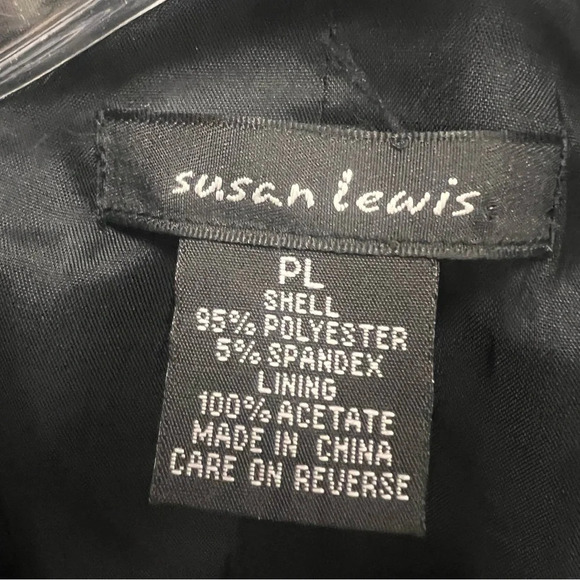 susan lewis
PL
SHELL
95% POLYESTER
5% SPANDEX
LINING
100% ACETATE
MADE IN CHINA
CARE ON REVERSE